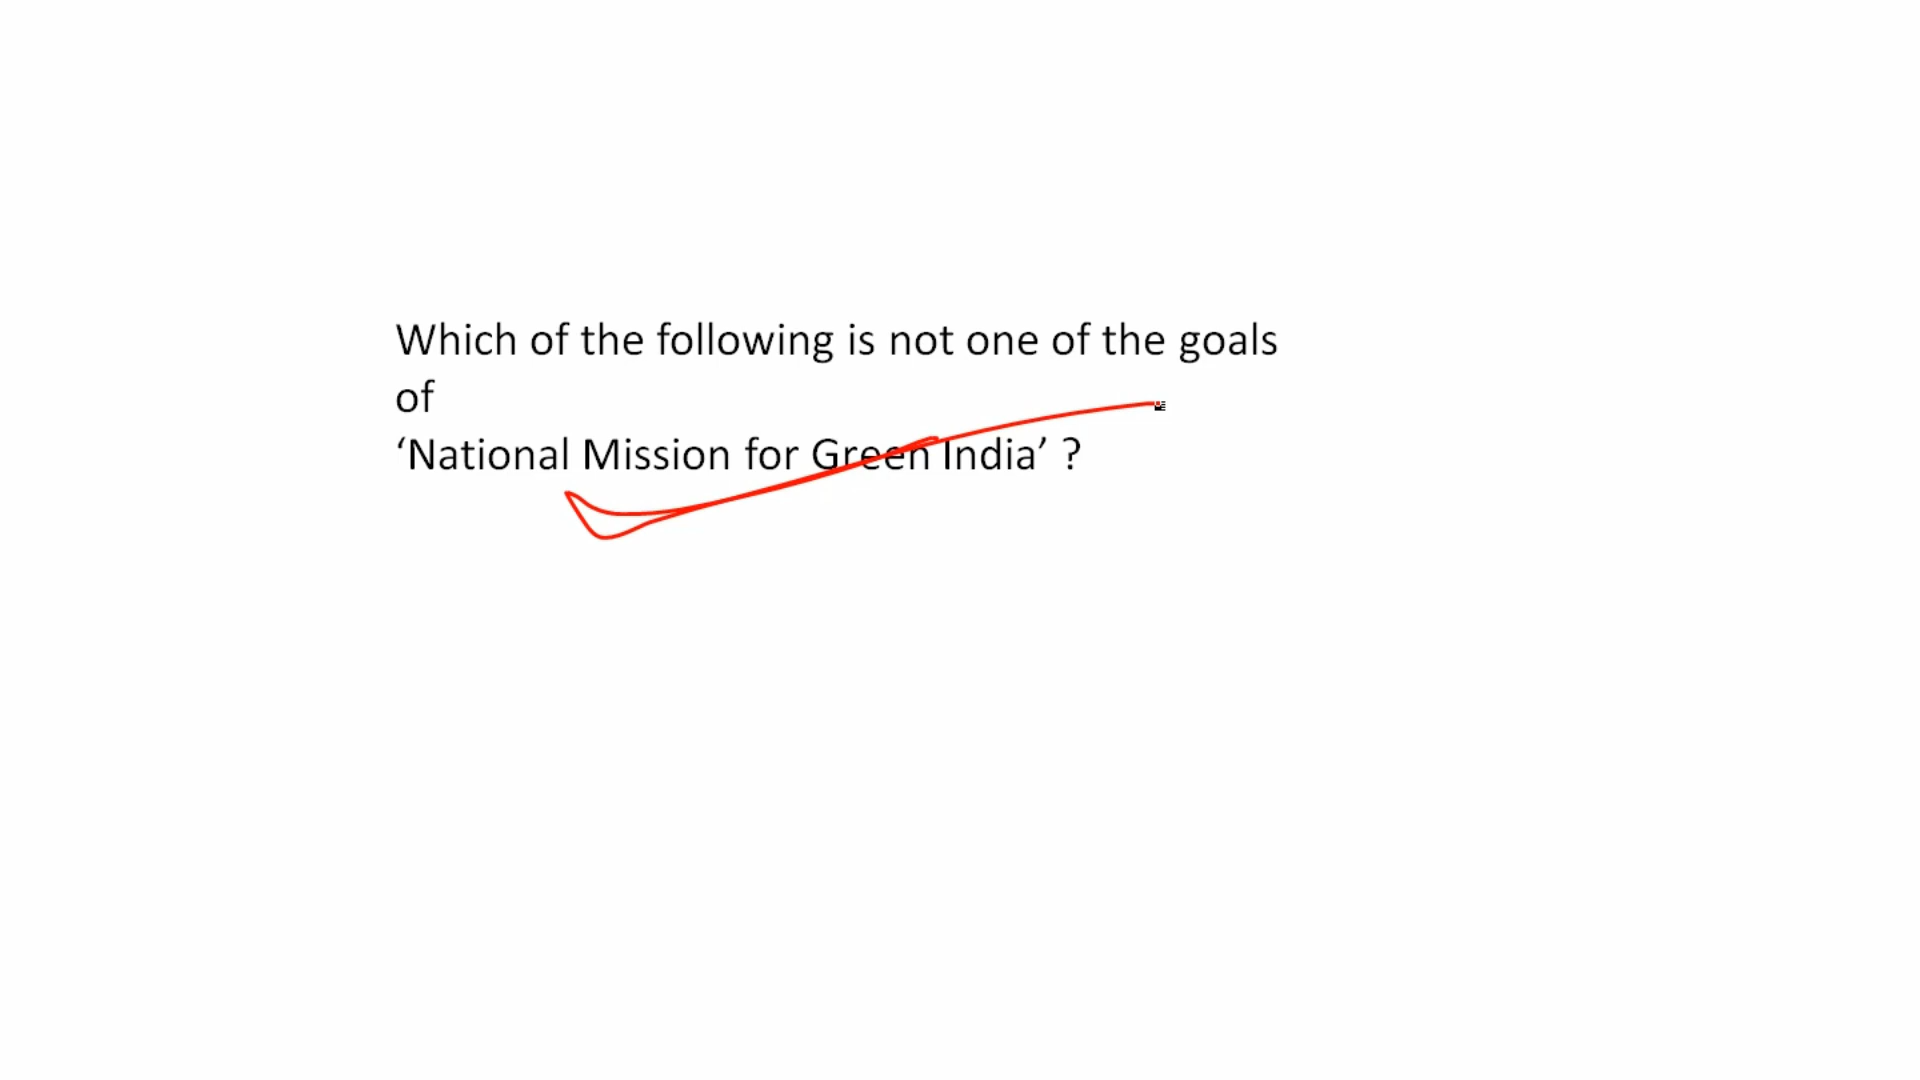 Which of the following is not one of the goals
of
‘National Mission for Green India’ ?